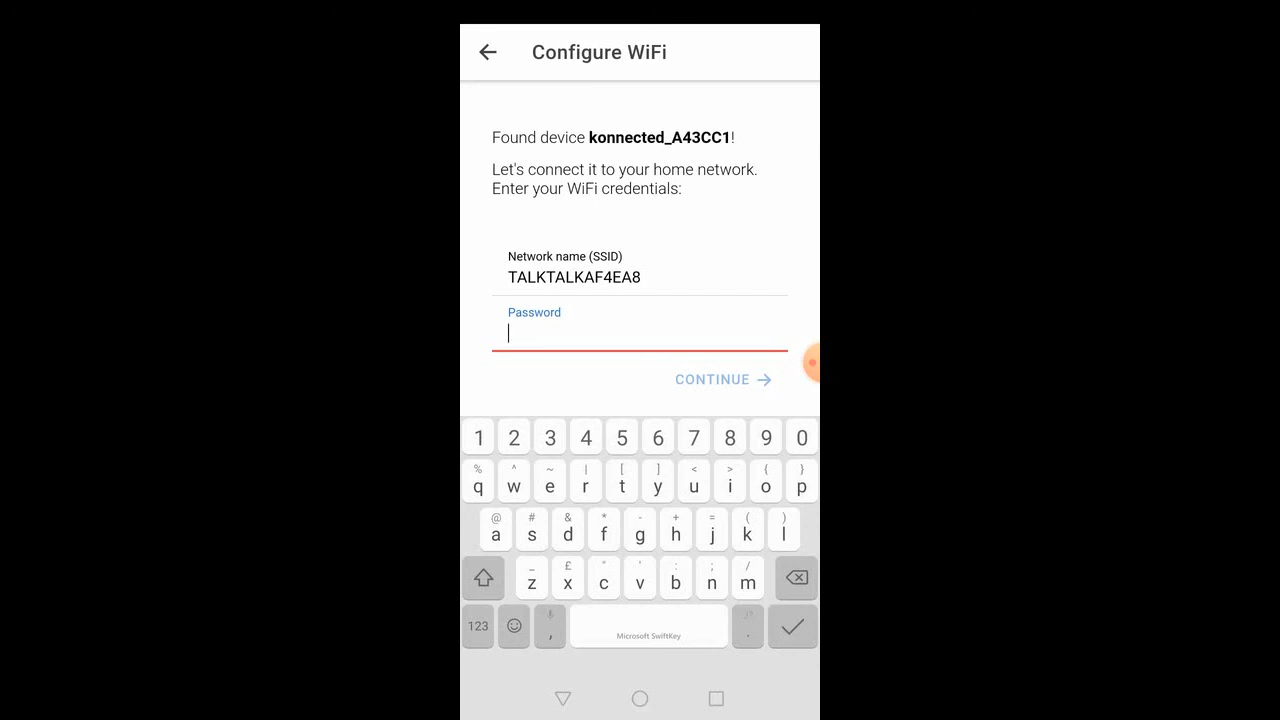 Configure WiFi
Found device konnected_A43CC1!
Let's connect it to your home network.
Enter your WiFi credentials:
Network name (SSID)
TALKTALKAF4EA8
Password
CONTINUE
1 2 3 4 5 6 7 8 9 0
% ^ ~ | [ ] < > { }
q w e r t y u i o p
@ # & * - + = ( )
a s d f g h j k l
_ £ " ' : ; /
z x c v b n m
123 , Microsoft SwiftKey .